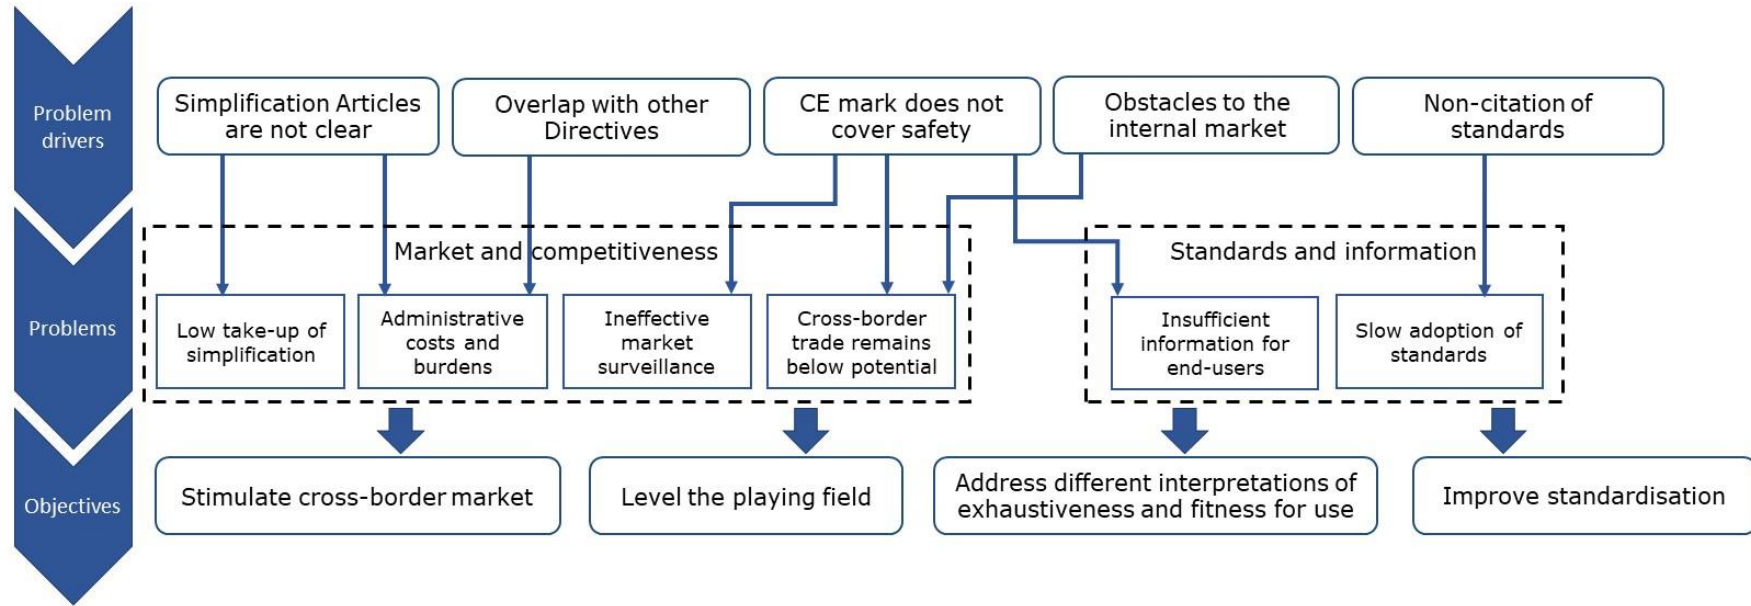 Problem
drivers
Simplification Articles
are not clear
Overlap with other
Directives
CE mark does not
cover safety
Obstacles to the
internal market
Non-citation of
standards
Problems
Market and competitiveness
Standards and information
Low take-up of
simplification
Administrative
costs and
burdens
Ineffective
market
surveillance
Cross-border
trade remains
below potential
Insufficient
information for
end-users
Slow adoption of
standards
Objectives
Stimulate cross-border market
Level the playing field
Address different interpretations of
exhaustiveness and fitness for use
Improve standardisation